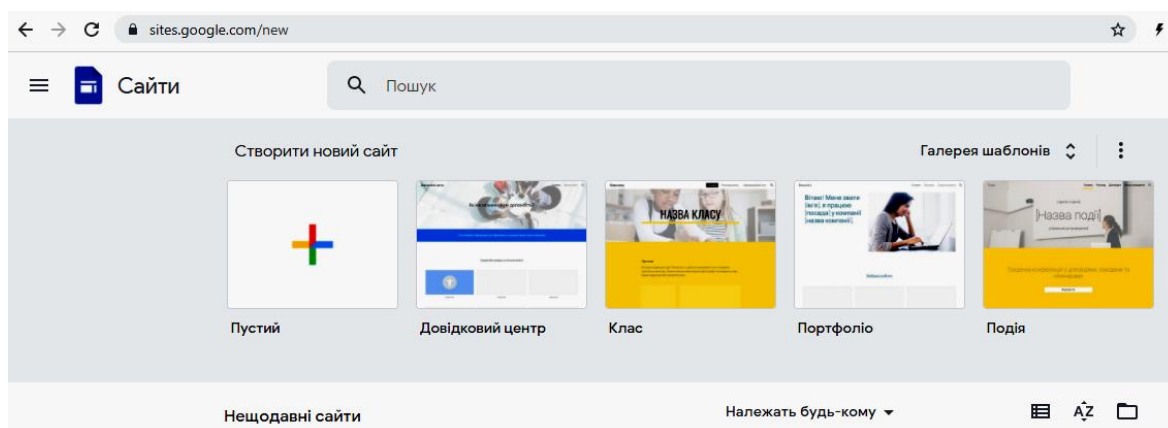 sites.google.com/new
Сайти
Пошук
Створити новий сайт
Галерея шаблонів
НАЗВА КЛАСУ
Вітаю! Мене звати
[ім'я], я працюю
[посада] у компанії
[назва компанії].
[Назва події]
Пустий
Довідковий центр
Клас
Портфоліо
Подія
Нещодавні сайти
Належать будь-кому
AZ